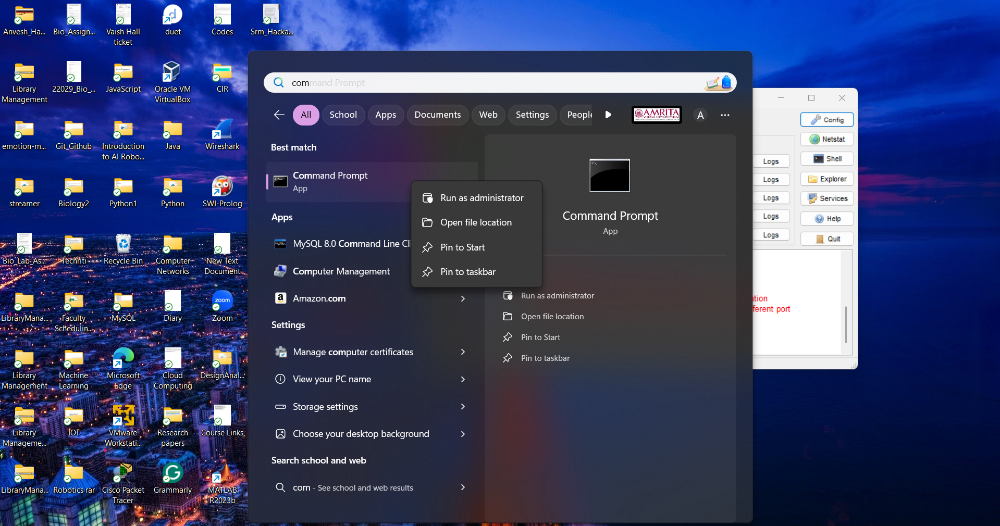 Anvesh_Ha...
Bio_Assign...
Vaish Hall
ticket
duet
Codes
Srm_Hacka...
Library
Management
22029_Bio_...
JavaScript
Oracle VM
VirtualBox
CIR
emotion-m...
Git_Github
Introduction
to AI Robo...
Java
Wireshark
streamer
Biology2
Python1
Python
SWI-Prolog
Bio_Lab_As...
Techriti
Recycle Bin
Computer
Networks
New Text
Document
LibraryMana...
Faculty
Schedulin...
MySQL
Diary
zoom
Zoom
Library
Management
Machine
Learning
Microsoft
Edge
Cloud
Computing
DesignAnal...
Library
Manageme...
IOT
VMware
Workstati...
Research
papers
Course Links
LibraryMana...
Robotics rar
Cisco Packet
Tracer
Grammarly
MATLAB
R2023b
command Prompt
All
School
Apps
Documents
Web
Settings
People
AMRITA
VISHWA VIDYAPEETHAM
A
Best match
Command Prompt
App
Apps
MySQL 8.0 Command Line Cli
Computer Management
Amazon.com
Settings
Manage computer certificates
View your PC name
Storage settings
Choose your desktop background
Search school and web
com - See school and web results
Run as administrator
Open file location
Pin to Start
Pin to taskbar
Command Prompt
App
Run as administrator
Open file location
Pin to Start
Pin to taskbar
Config
Netstat
Logs
Shell
Logs
Explorer
Logs
Services
Logs
Help
Logs
Quit
ferent port